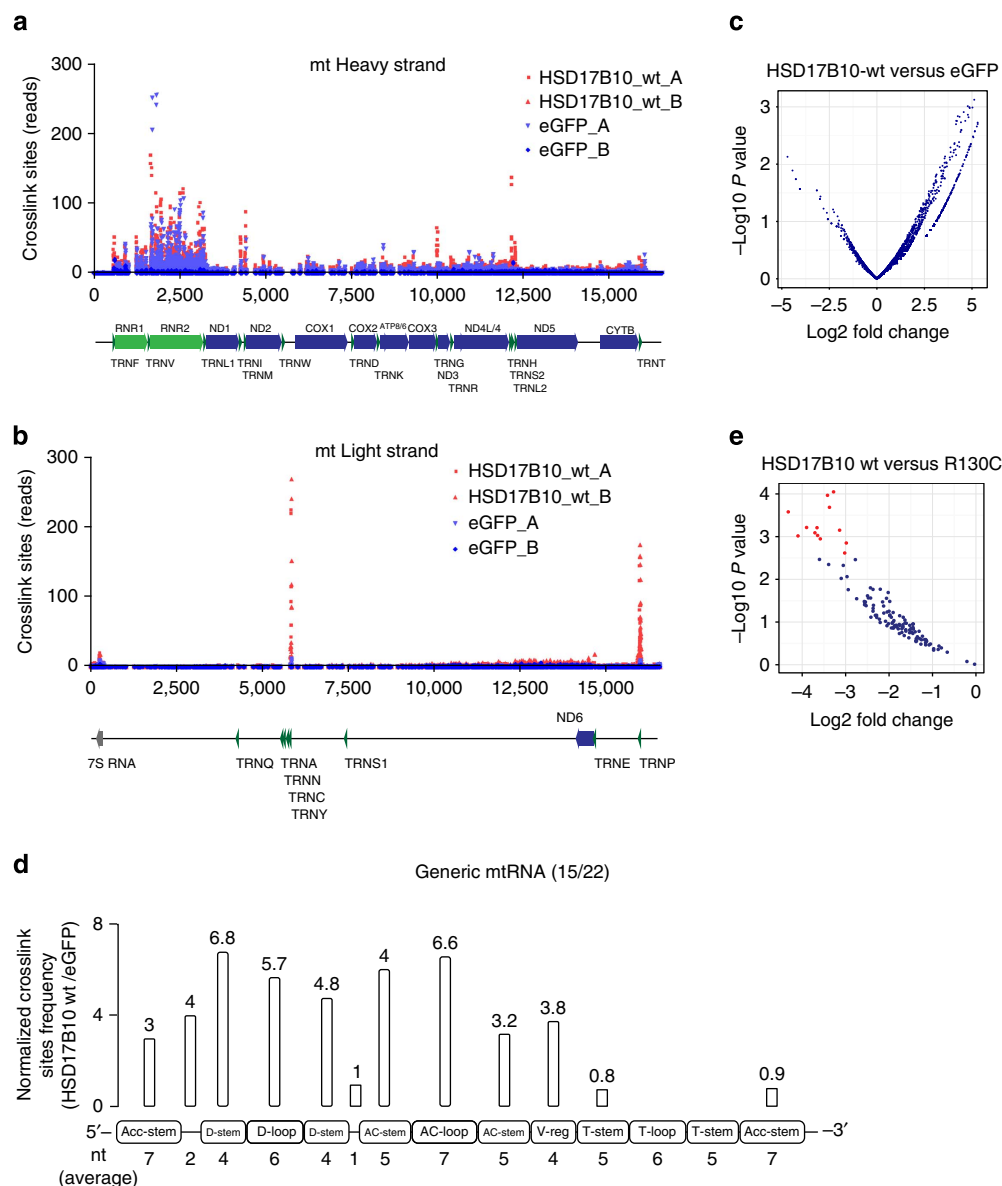 a
mt Heavy strand
Crosslink sites (reads)
300
200
100
0
HSD17B10_wt_A
HSD17B10_wt_B
eGFP_A
eGFP_B
0 2,500 5,000 7,500 10,000 12,500 15,000
RNR1 RNR2 ND1 ND2 COX1 COX2 ATP8/6 COX3 ND4L/4 ND5 CYTB
TRNF TRNV TRNL1 TRNI TRNW TRND TRNG TRNH TRNT
TRNM TRNK ND3 TRNS2
TRNR TRNL2
c
HSD17B10-wt versus eGFP
−Log10 P value
3
2
1
0
−5 −2.5 0 2.5 5
Log2 fold change
b
mt Light strand
Crosslink sites (reads)
300
200
100
0
HSD17B10_wt_A
HSD17B10_wt_B
eGFP_A
eGFP_B
0 2,500 5,000 7,500 10,000 12,500 15,000
ND6
7S RNA TRNQ TRNA TRNS1 TRNE TRNP
TRNN
TRNC
TRNY
e
HSD17B10 wt versus R130C
−Log10 P value
4
3
2
1
0
−4 −3 −2 −1 0
Log2 fold change
d
Generic mtRNA (15/22)
Normalized crosslink
sites frequency
(HSD17B10 wt /eGFP)
8
4
0
3 4 6.8 5.7 4.8 1 4 6.6 3.2 3.8 0.8 0.9
5′– Acc-stem D-stem D-loop D-stem AC-stem AC-loop AC-stem V-reg T-stem T-loop T-stem Acc-stem –3′
nt 7 2 4 6 4 1 5 7 5 4 5 6 5 7
(average)